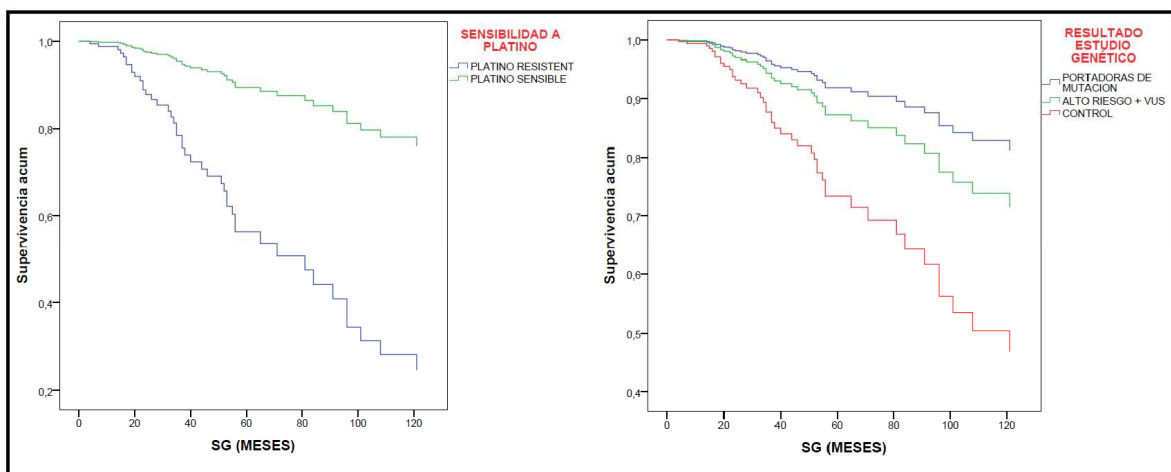 SENSIBILIDAD A
PLATINO
PLATINO RESISTENT
PLATINO SENSIBLE
Supervivencia acum
1,0
0,8
0,6
0,4
0,2
0
20
40
60
80
100
120
SG (MESES)
RESULTADO
ESTUDIO
GENÉTICO
PORTADORAS DE
MUTACION
ALTO RIESGO + VUS
CONTROL
Supervivencia acum
1,0
0,9
0,8
0,7
0,6
0,5
0,4
0
20
40
60
80
100
120
SG (MESES)